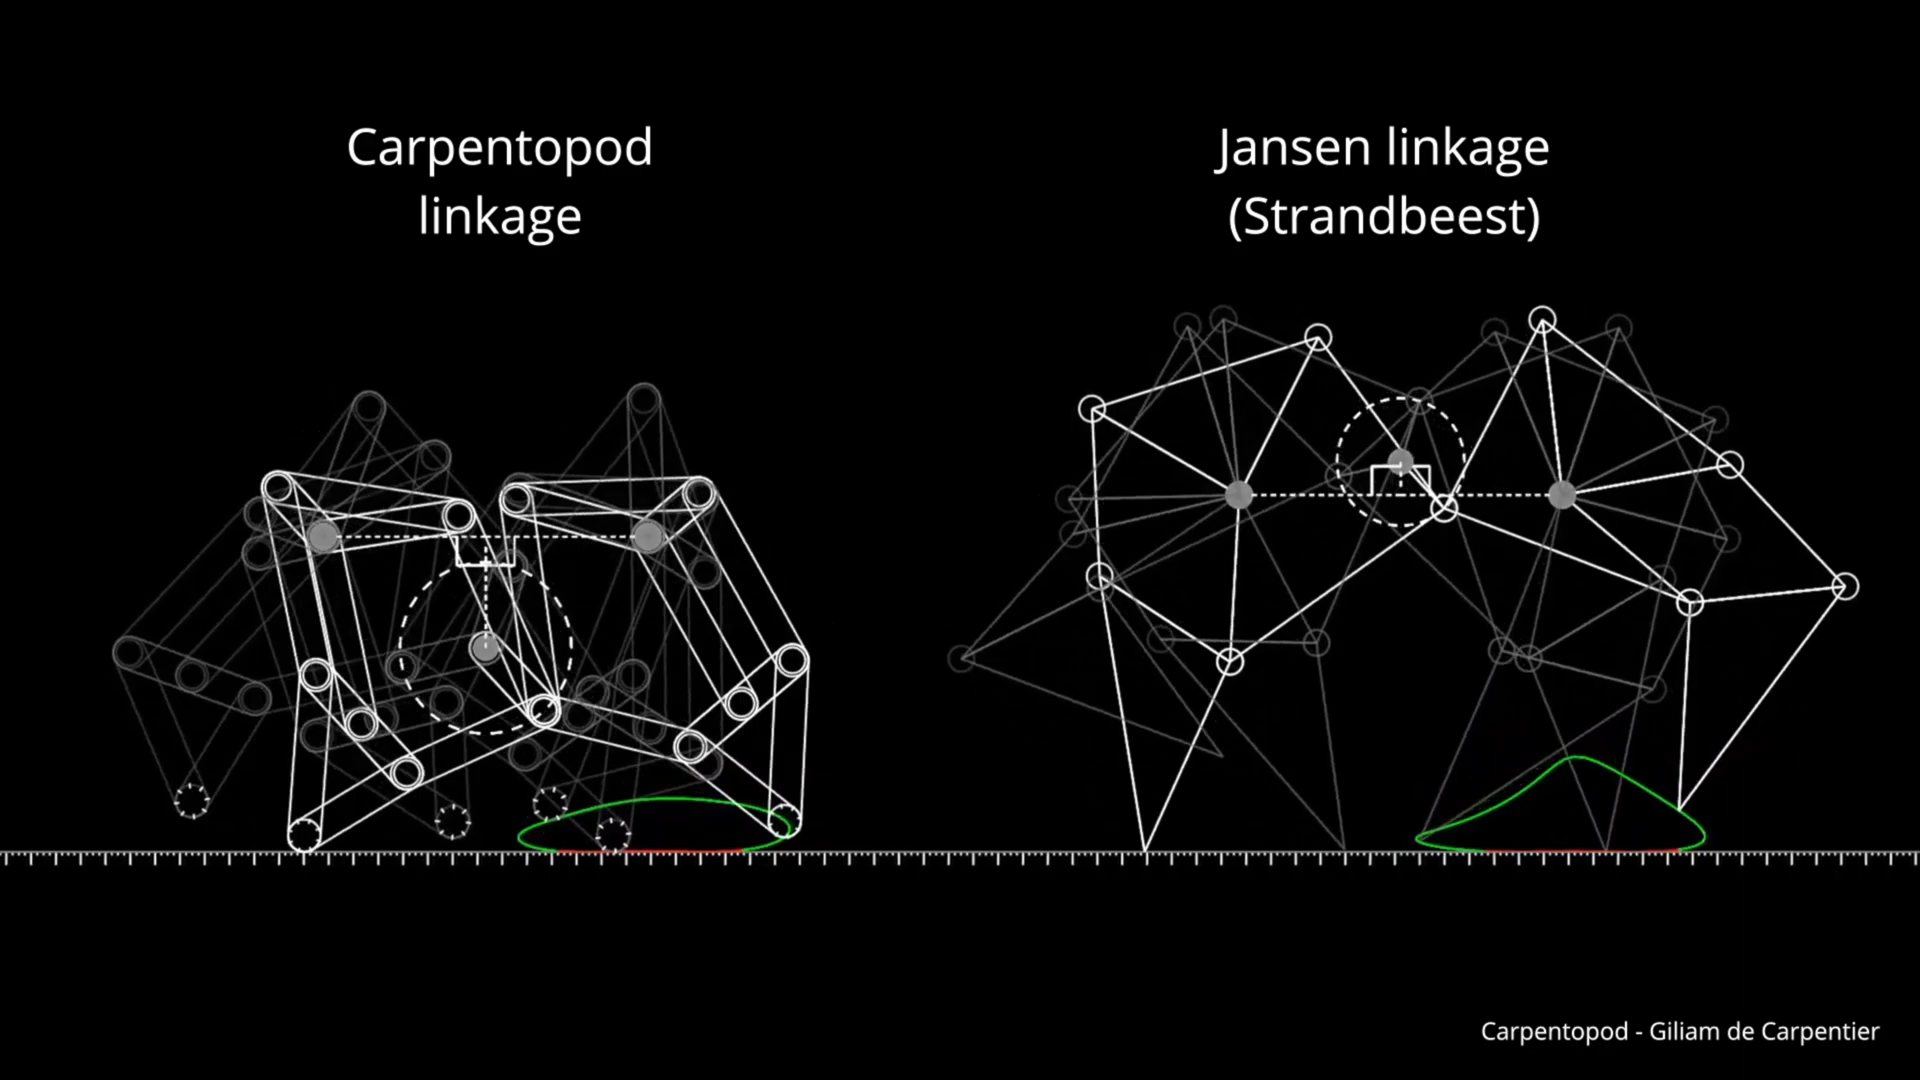 Carpentopod
linkage
Jansen linkage
(Strandbeest)
Carpentopod - Giliam de Carpentier